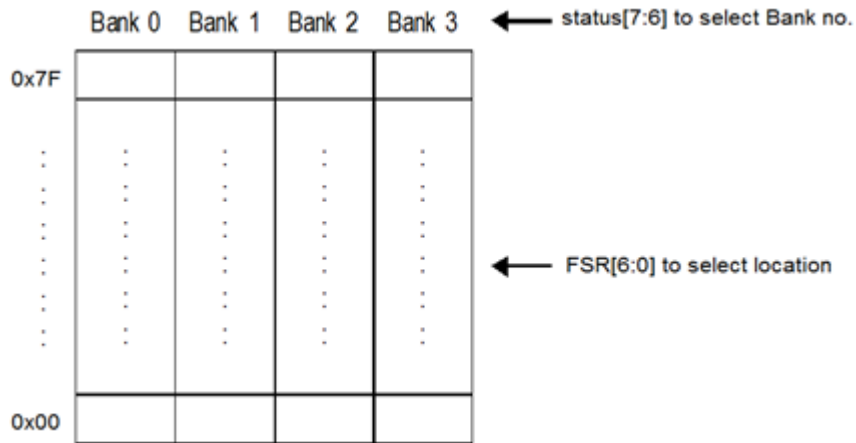 Bank 0 Bank 1 Bank 2 Bank 3 status[7:6] to select Bank no.
0x7F
FSR[6:0] to select location
0x00